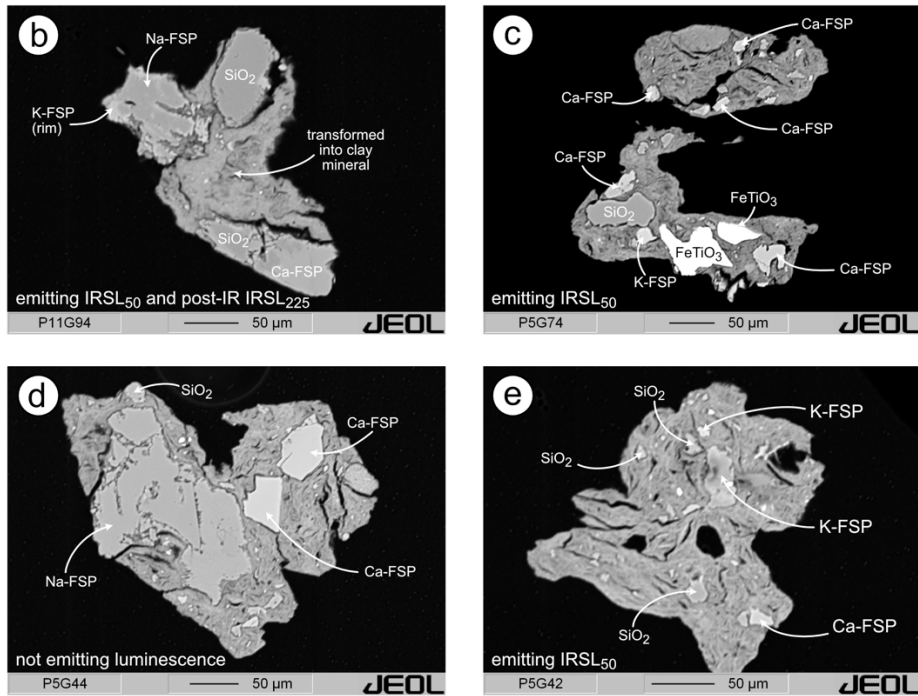 b
Na-FSP
SiO₂
K-FSP
(rim)
transformed
into clay
mineral
SiO₂
Ca-FSP
emitting IRSL₅₀ and post-IR IRSL₂₂₅
P11G94
50 µm
JEOL
c
Ca-FSP
Ca-FSP
Ca-FSP
Ca-FSP
FeTiO₃
SiO₂
FeTiO₃
K-FSP
Ca-FSP
emitting IRSL₅₀
P5G74
50 µm
JEOL
d
SiO₂
Ca-FSP
Na-FSP
Ca-FSP
not emitting luminescence
P5G44
50 µm
JEOL
e
SiO₂
K-FSP
SiO₂
SiO₂
K-FSP
SiO₂
Ca-FSP
emitting IRSL₅₀
P5G42
50 µm
JEOL